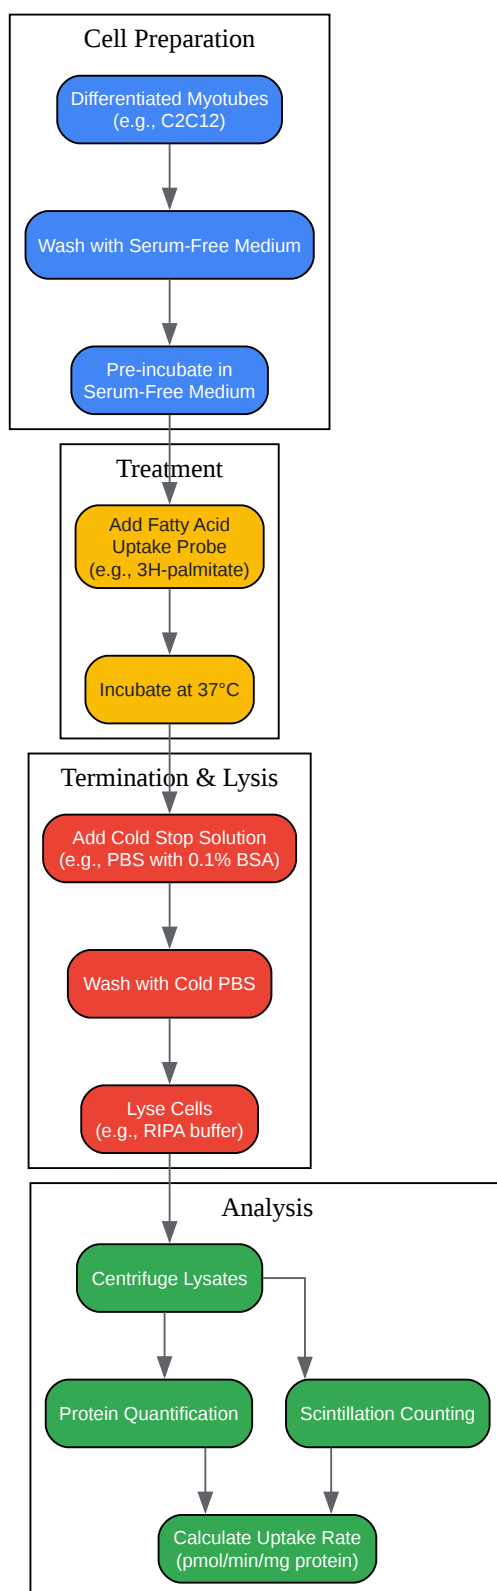 Cell Preparation
Differentiated Myotubes
(e.g., C2C12)
Wash with Serum-Free Medium
Pre-incubate in
Serum-Free Medium
Treatment
Add Fatty Acid
Uptake Probe
(e.g., 3H-palmitate)
Incubate at 37°C
Termination & Lysis
Add Cold Stop Solution
(e.g., PBS with 0.1% BSA)
Wash with Cold PBS
Lyse Cells
(e.g., RIPA buffer)
Analysis
Centrifuge Lysates
Protein Quantification
Scintillation Counting
Calculate Uptake Rate
(pmol/min/mg protein)